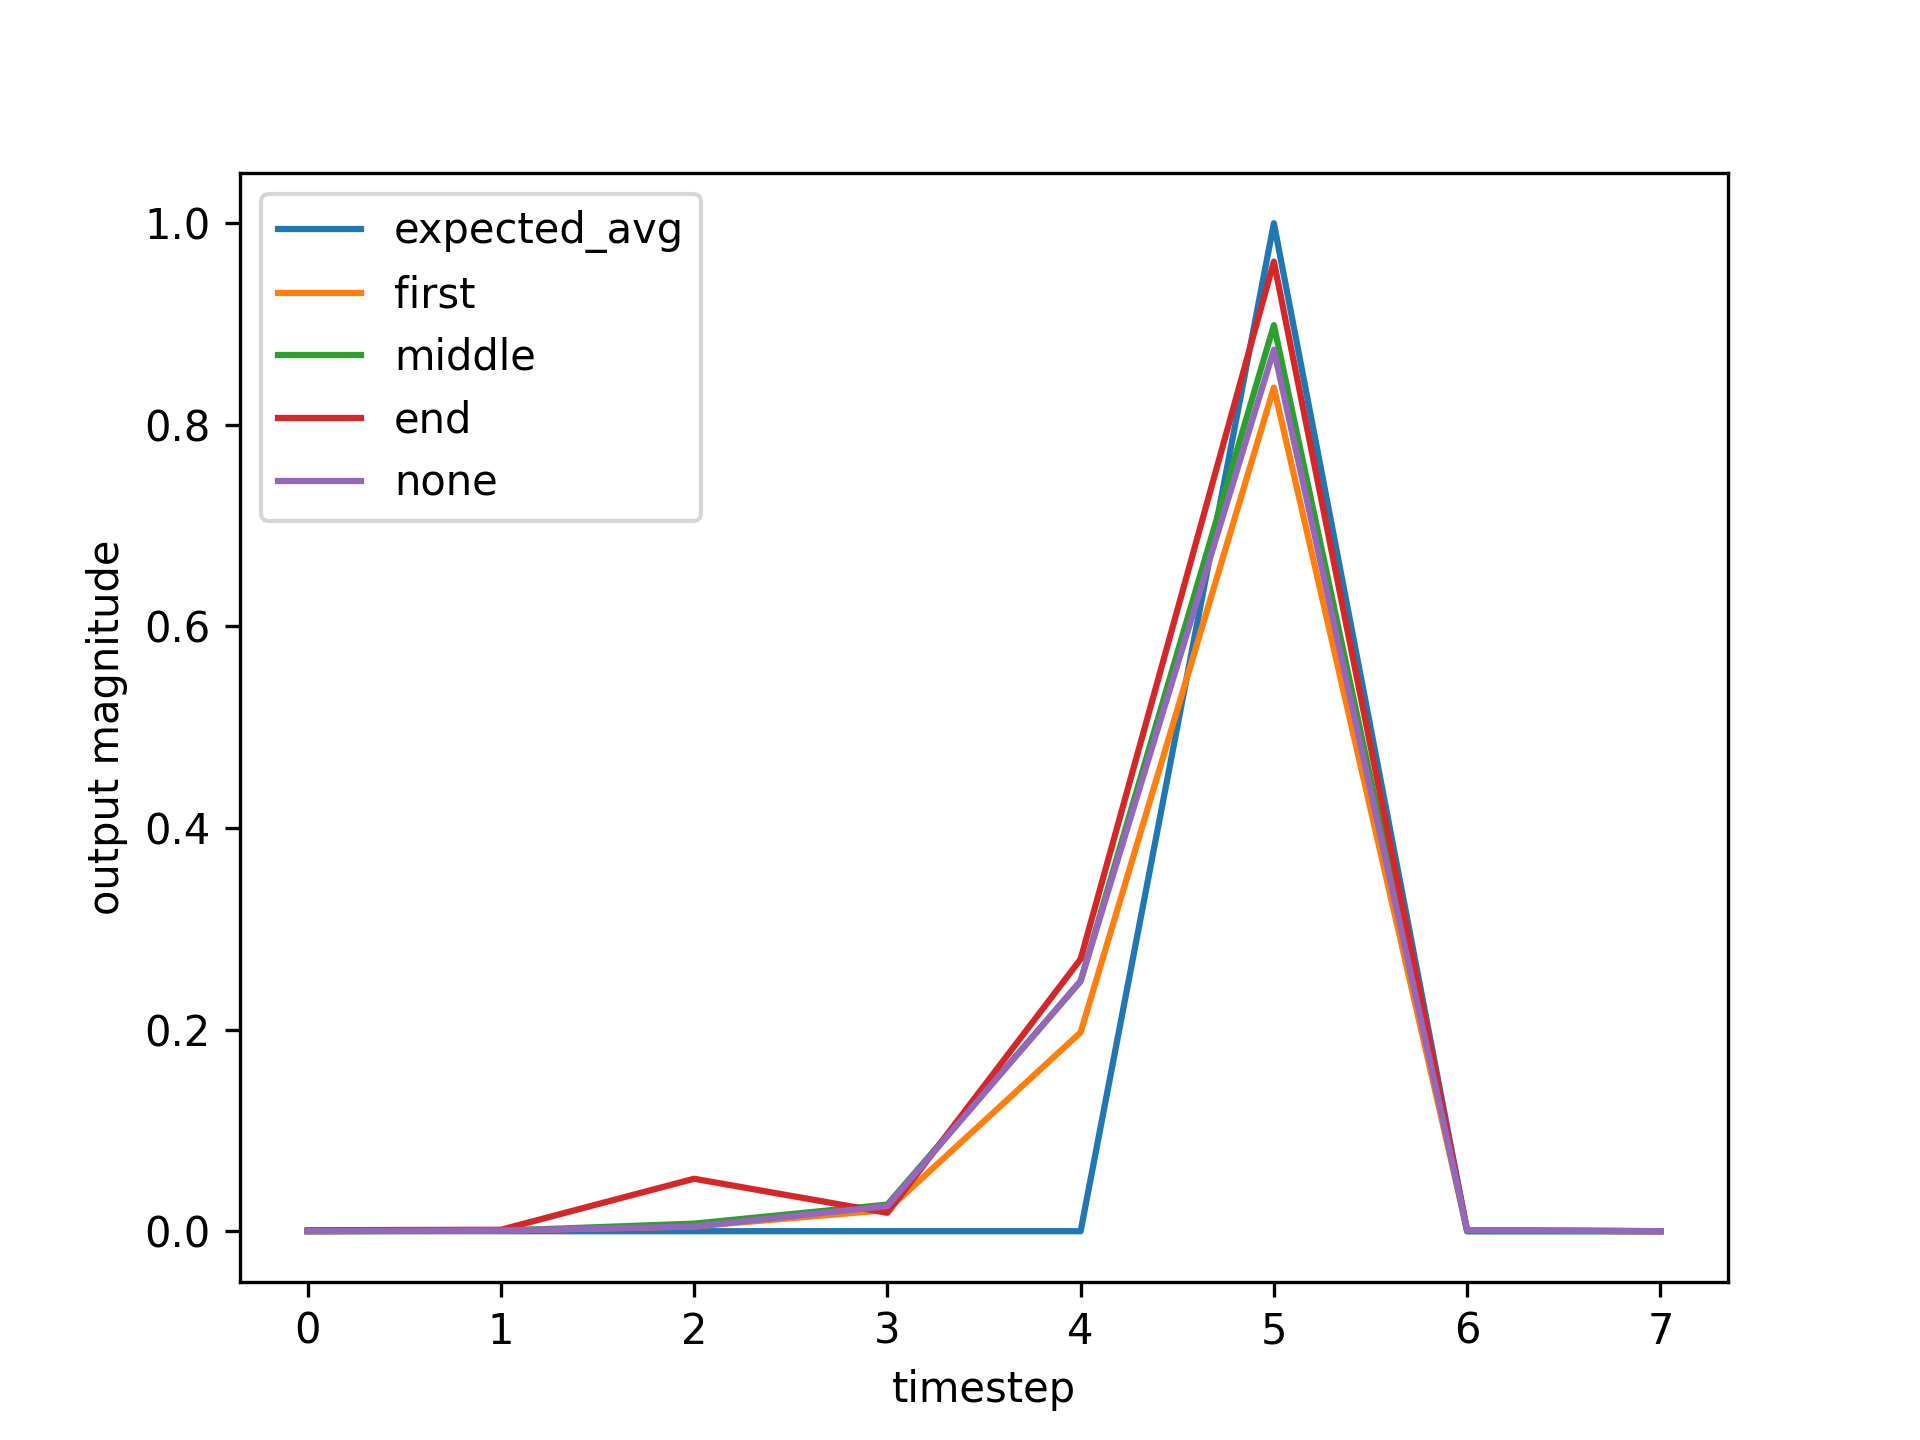 expected_avg
first
middle
end
none
output magnitude
1.0
0.8
0.6
0.4
0.2
0.0
0 1 2 3 4 5 6 7
timestep